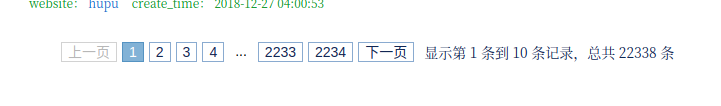 website： hupu create_time： 2018-12-27 04:00:53
上一页 1 2 3 4 ... 2233 2234 下一页 显示第 1 条到 10 条记录，总共 22338 条